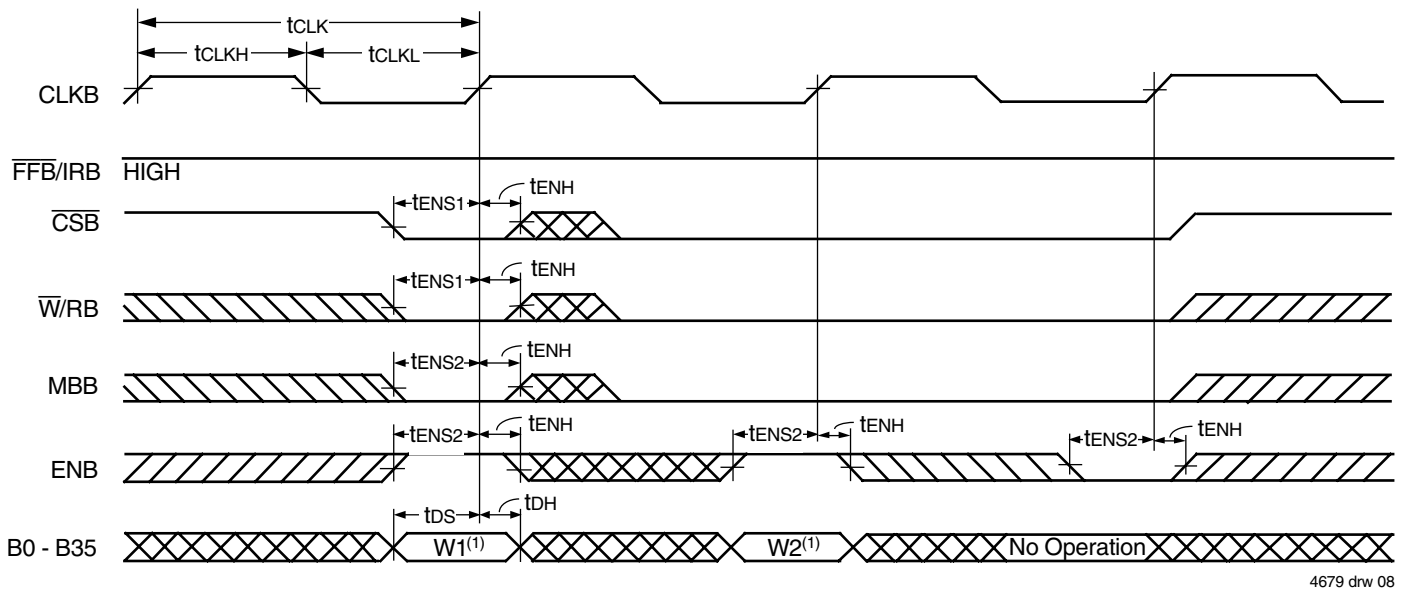 tCLK
tCLKH tCLKL
CLKB
FFB/IRB HIGH
tENS1 tENH
CSB
tENS1 tENH
W/RB
tENS2 tENH
MBB
tENS2 tENH tENS2 tENH tENS2 tENH
ENB
tDS tDH
B0 - B35 W1(1) W2(1) No Operation
4679 drw 08